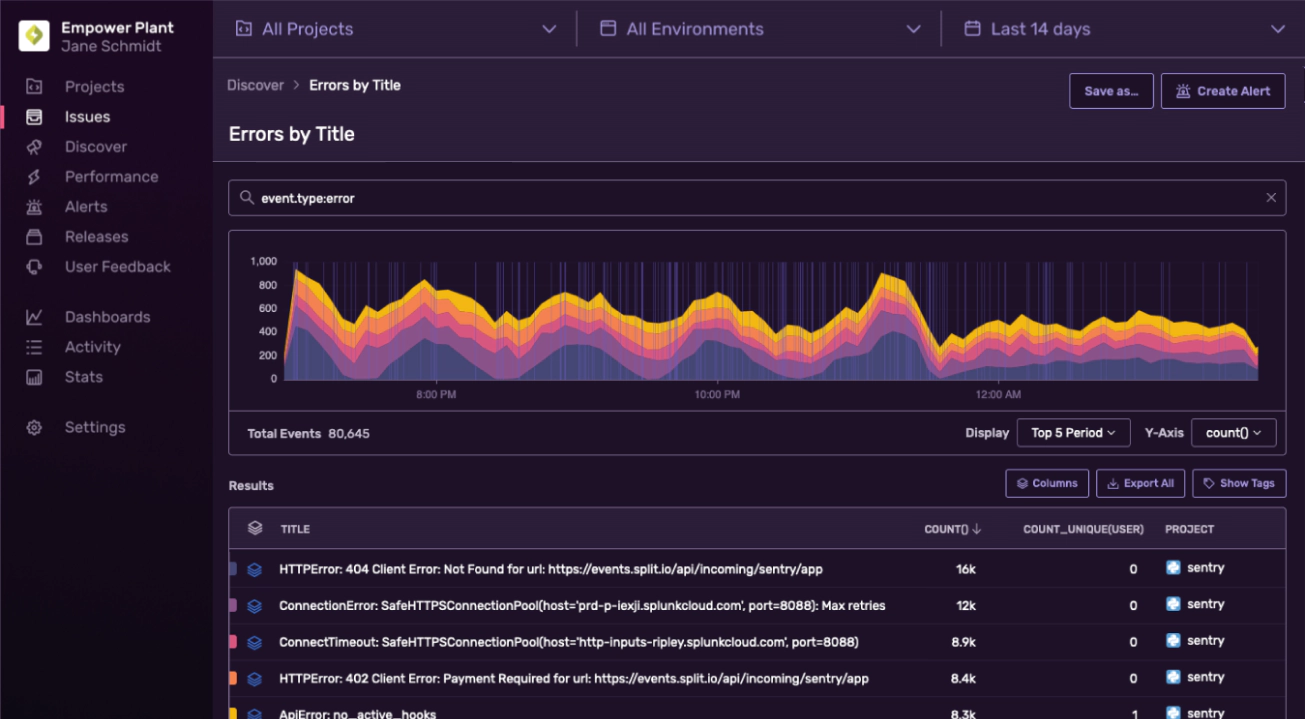 Empower Plant
Jane Schmidt
All Projects
All Environments
Last 14 days
Projects
Issues
Discover
Performance
Alerts
Releases
User Feedback
Dashboards
Activity
Stats
Settings
Discover > Errors by Title
Save as...
Create Alert
Errors by Title
event.type:error
1,000
800
600
400
200
0
8:00 PM
10:00 PM
12:00 AM
Total Events 80,645
Display Top 5 Period
Y-Axis count()
Results
Columns
Export All
Show Tags
TITLE COUNT() COUNT_UNIQUE(USER) PROJECT
HTTPError: 404 Client Error: Not Found for url: https://events.split.io/api/incoming/sentry/app 16k 0 sentry
ConnectionError: SafeHTTPSConnectionPool(host='prd-p-iexji.splunkcloud.com', port=8088): Max retries 12k 0 sentry
ConnectTimeout: SafeHTTPSConnectionPool(host='http-inputs-ripley.splunkcloud.com', port=8088) 8.9k 0 sentry
HTTPError: 402 Client Error: Payment Required for url: https://events.split.io/api/incoming/sentry/app 8.4k 0 sentry
ApiError: no_active_hooks 8.3k 1 sentry